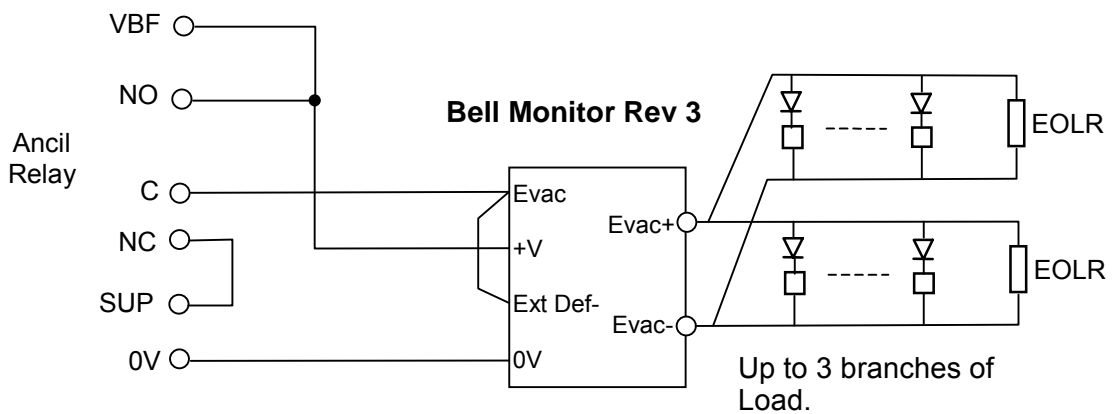 VBF
NO
Ancil
Relay
C
NC
SUP
0V
Bell Monitor Rev 3
Evac
+V
Ext Def-
0V
Evac+
Evac-
EOLR
EOLR
Up to 3 branches of
Load.